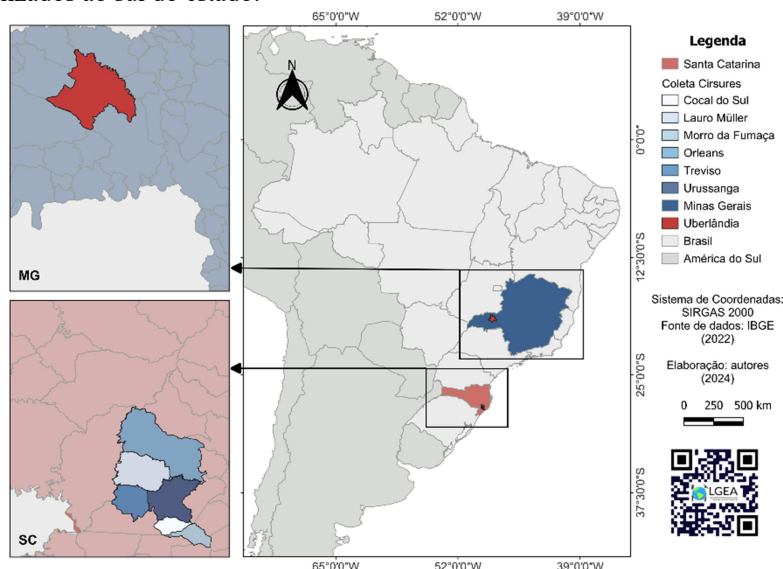 65°0'0"W 52°0'0"W 39°0'0"W
N
MG
SC
0°0'0"
12°30'0"S
25°0'0"S
37°30'0"S
65°0'0"W 52°0'0"W 39°0'0"W
Legenda
Santa Catarina
Coleta Cirsures
Cocal do Sul
Lauro Müller
Morro da Fumaça
Orleans
Treviso
Urussanga
Minas Gerais
Uberlândia
Brasil
América do Sul
Sistema de Coordenadas:
SIRGAS 2000
Fonte de dados: IBGE
(2022)
Elaboração: autores
(2024)
0 250 500 km
LGEA